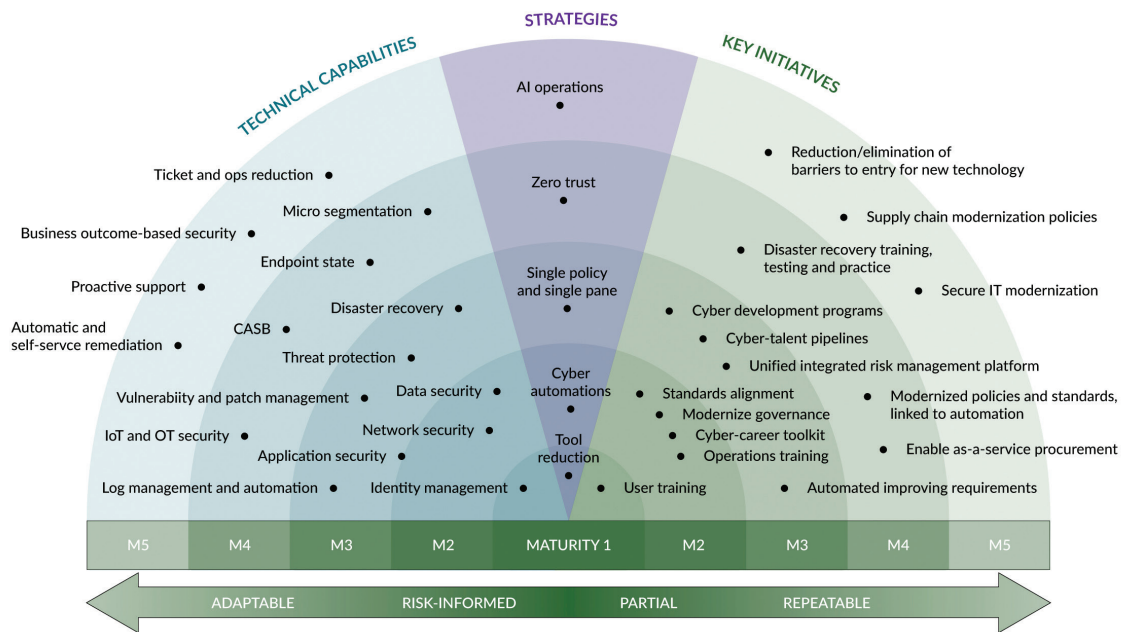 STRATEGIES
TECHNICAL CAPABILITIES
KEY INITIATIVES
AI operations
Zero trust
Single policy
and single pane
Cyber
automations
Tool
reduction
Ticket and ops reduction
Micro segmentation
Business outcome-based security
Endpoint state
Proactive support
Disaster recovery
Automatic and
self-servce remediation
CASB
Threat protection
Data security
Vulnerabiity and patch management
Network security
IoT and OT security
Application security
Log management and automation
Identity management
Reduction/elimination of
barriers to entry for new technology
Supply chain modernization policies
Disaster recovery training,
testing and practice
Secure IT modernization
Cyber development programs
Cyber-talent pipelines
Unified integrated risk management platform
Standards alignment
Modernized policies and standards,
linked to automation
Modernize governance
Cyber-career toolkit
Enable as-a-service procurement
Operations training
User training
Automated improving requirements
M5 M4 M3 M2 MATURITY 1 M2 M3 M4 M5
ADAPTABLE RISK-INFORMED PARTIAL REPEATABLE